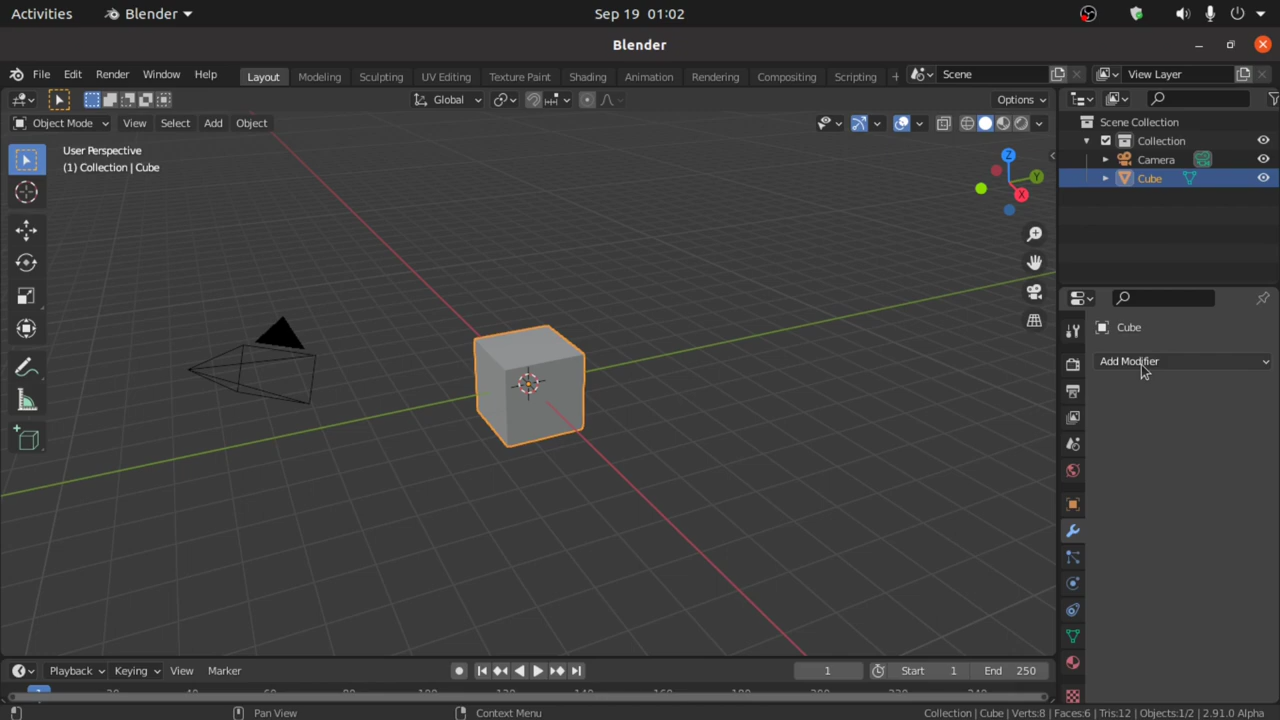 Activities Blender Sep 19 01:02
Blender
File Edit Render Window Help Layout Modeling Sculpting UV Editing Texture Paint Shading Animation Rendering Compositing Scripting + Scene View Layer
Global Options
Object Mode View Select Add Object
User Perspective
(1) Collection | Cube
Z
Y
X
Scene Collection
Collection
Camera
Cube
Cube
Add Modifier
Playback Keying View Marker 1 Start 1 End 250
1
Pan View Context Menu Collection | Cube | Verts:8 | Faces:6 | Tris:12 | Objects:1/2 | 2.91.0 Alpha